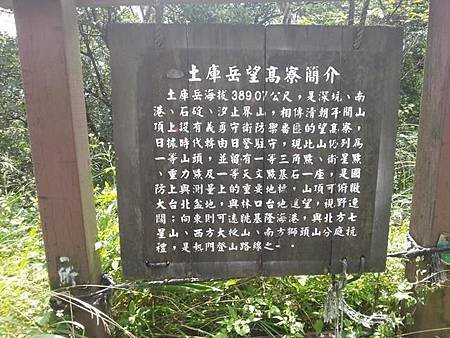 土庫岳望高寮簡介
土庫岳海拔389.07公尺，是深坑、南
港、石碇、汐止界山，相傳清朝年間山
頂上設有義勇守衛防禦番匪的望高寮，
日據時代轉由日警駐守，現此山仍列為
一等山頭，並留有一等三角點、衛星點
、重力點及一等天文點基石一座，是國
防上與測量上的重要地標，山頂可俯瞰
大台北盆地，與林口台地遙望，視野遼
闊；向東則可遠眺基隆海港，與北方七
星山、西方大棟山、南方獅頭山分庭抗
禮，是熱門登山路線之一。